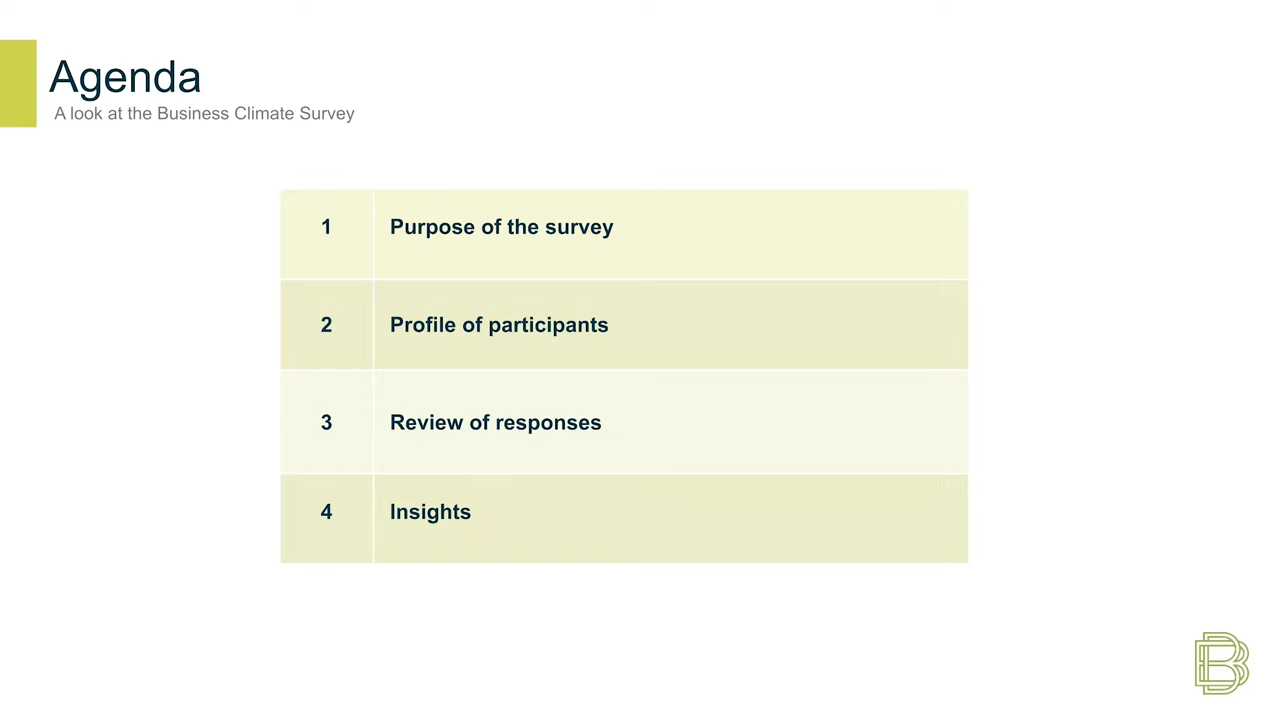 Agenda
A look at the Business Climate Survey
1 Purpose of the survey
2 Profile of participants
3 Review of responses
4 Insights
B